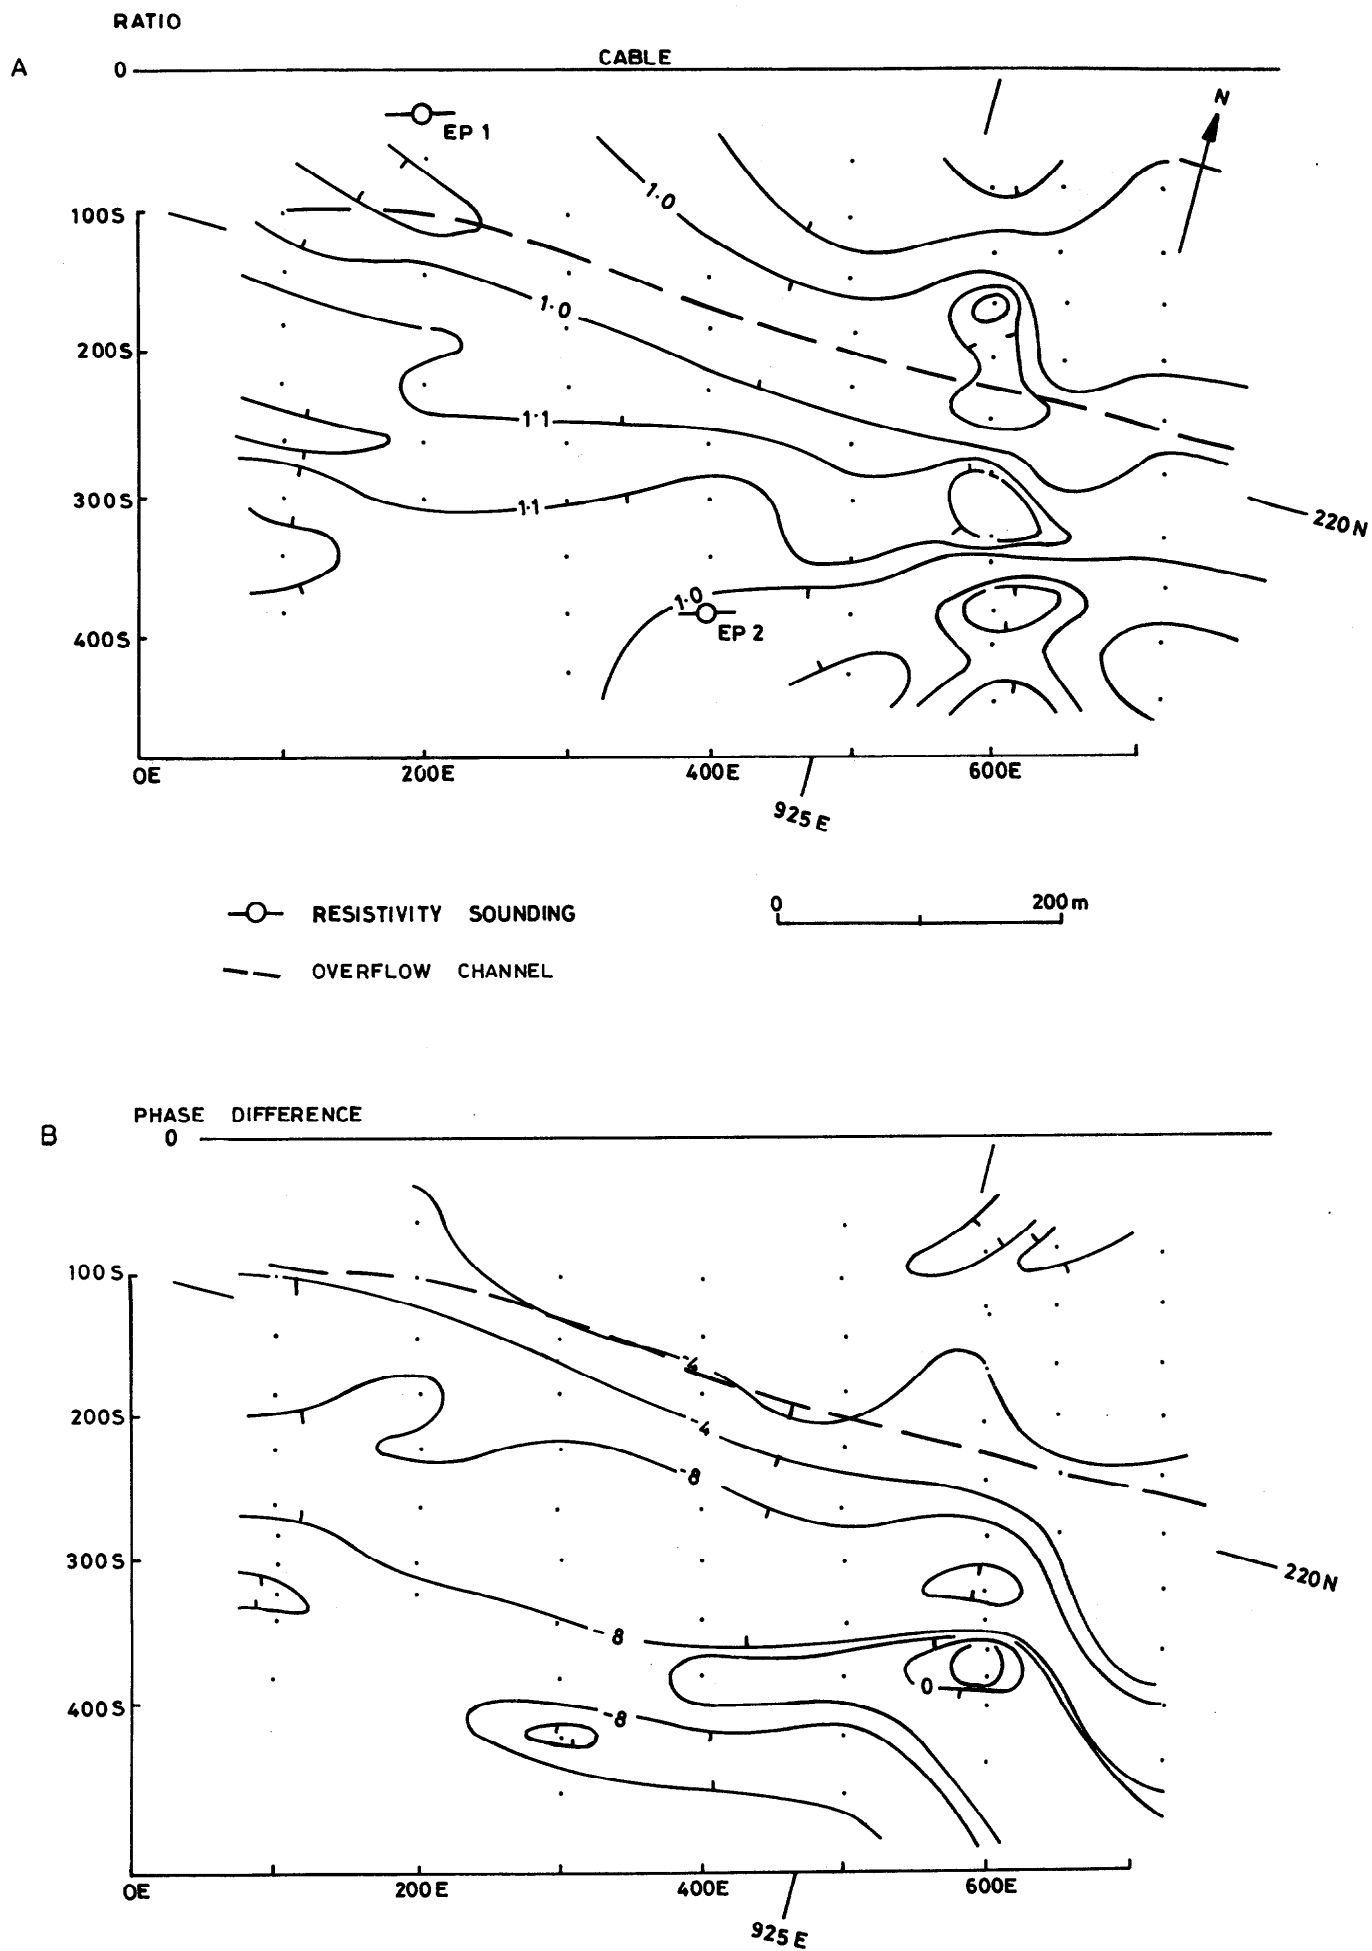 RATIO
A
0
CABLE
N
EP 1
1·0
100S
1·0
200S
1·1
300S
1·1
220N
1·0
EP 2
400S
0E
200E
400E
600E
925E
0
200m
RESISTIVITY SOUNDING
OVERFLOW CHANNEL
PHASE DIFFERENCE
B
0
100S
-4
200S
-4
-8
300S
220N
-8
0
400S
-8
0E
200E
400E
600E
925E